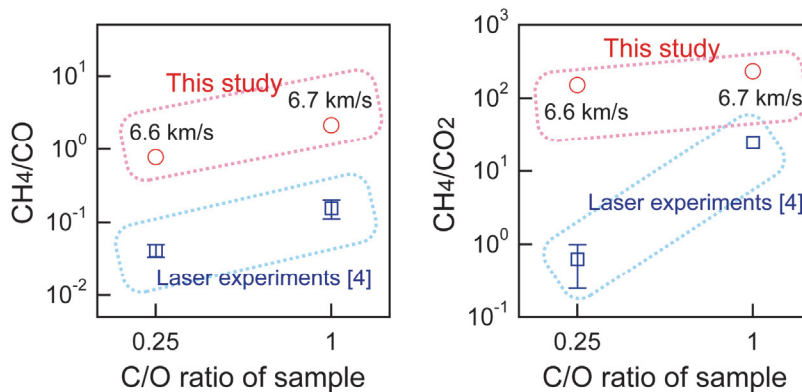 This study
6.6 km/s
6.7 km/s
Laser experiments [4]
CH4/CO
10^1
10^0
10^-1
10^-2
0.25
1
C/O ratio of sample
This study
6.6 km/s
6.7 km/s
Laser experiments [4]
CH4/CO2
10^3
10^2
10^1
10^0
10^-1
0.25
1
C/O ratio of sample